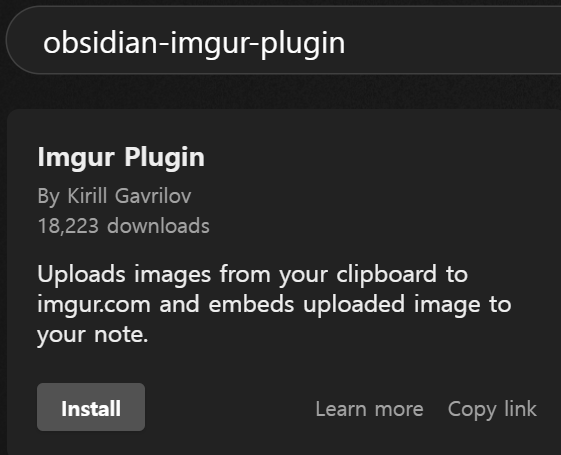 obsidian-imgur-plugin
Imgur Plugin
By Kirill Gavrilov
18,223 downloads
Uploads images from your clipboard to
imgur.com and embeds uploaded image to
your note.
Install
Learn more
Copy link